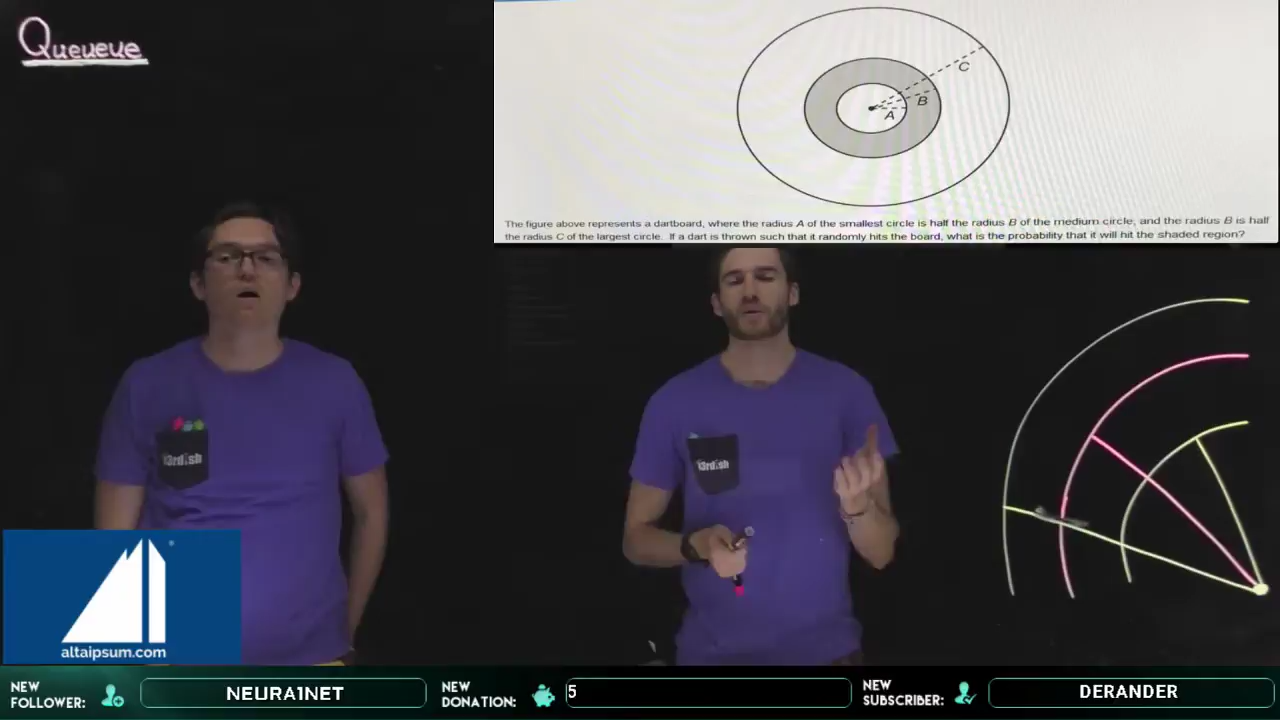 Queueue
C
B
A
The figure above represents a dartboard, where the radius A of the smallest circle is half the radius B of the medium circle, and the radius B is half
the radius C of the largest circle. If a dart is thrown such that it randomly hits the board, what is the probability that it will hit the shaded region?
altaipsum.com
NEW FOLLOWER:
NEURA1NET
NEW DONATION:
5
NEW SUBSCRIBER:
DERANDER